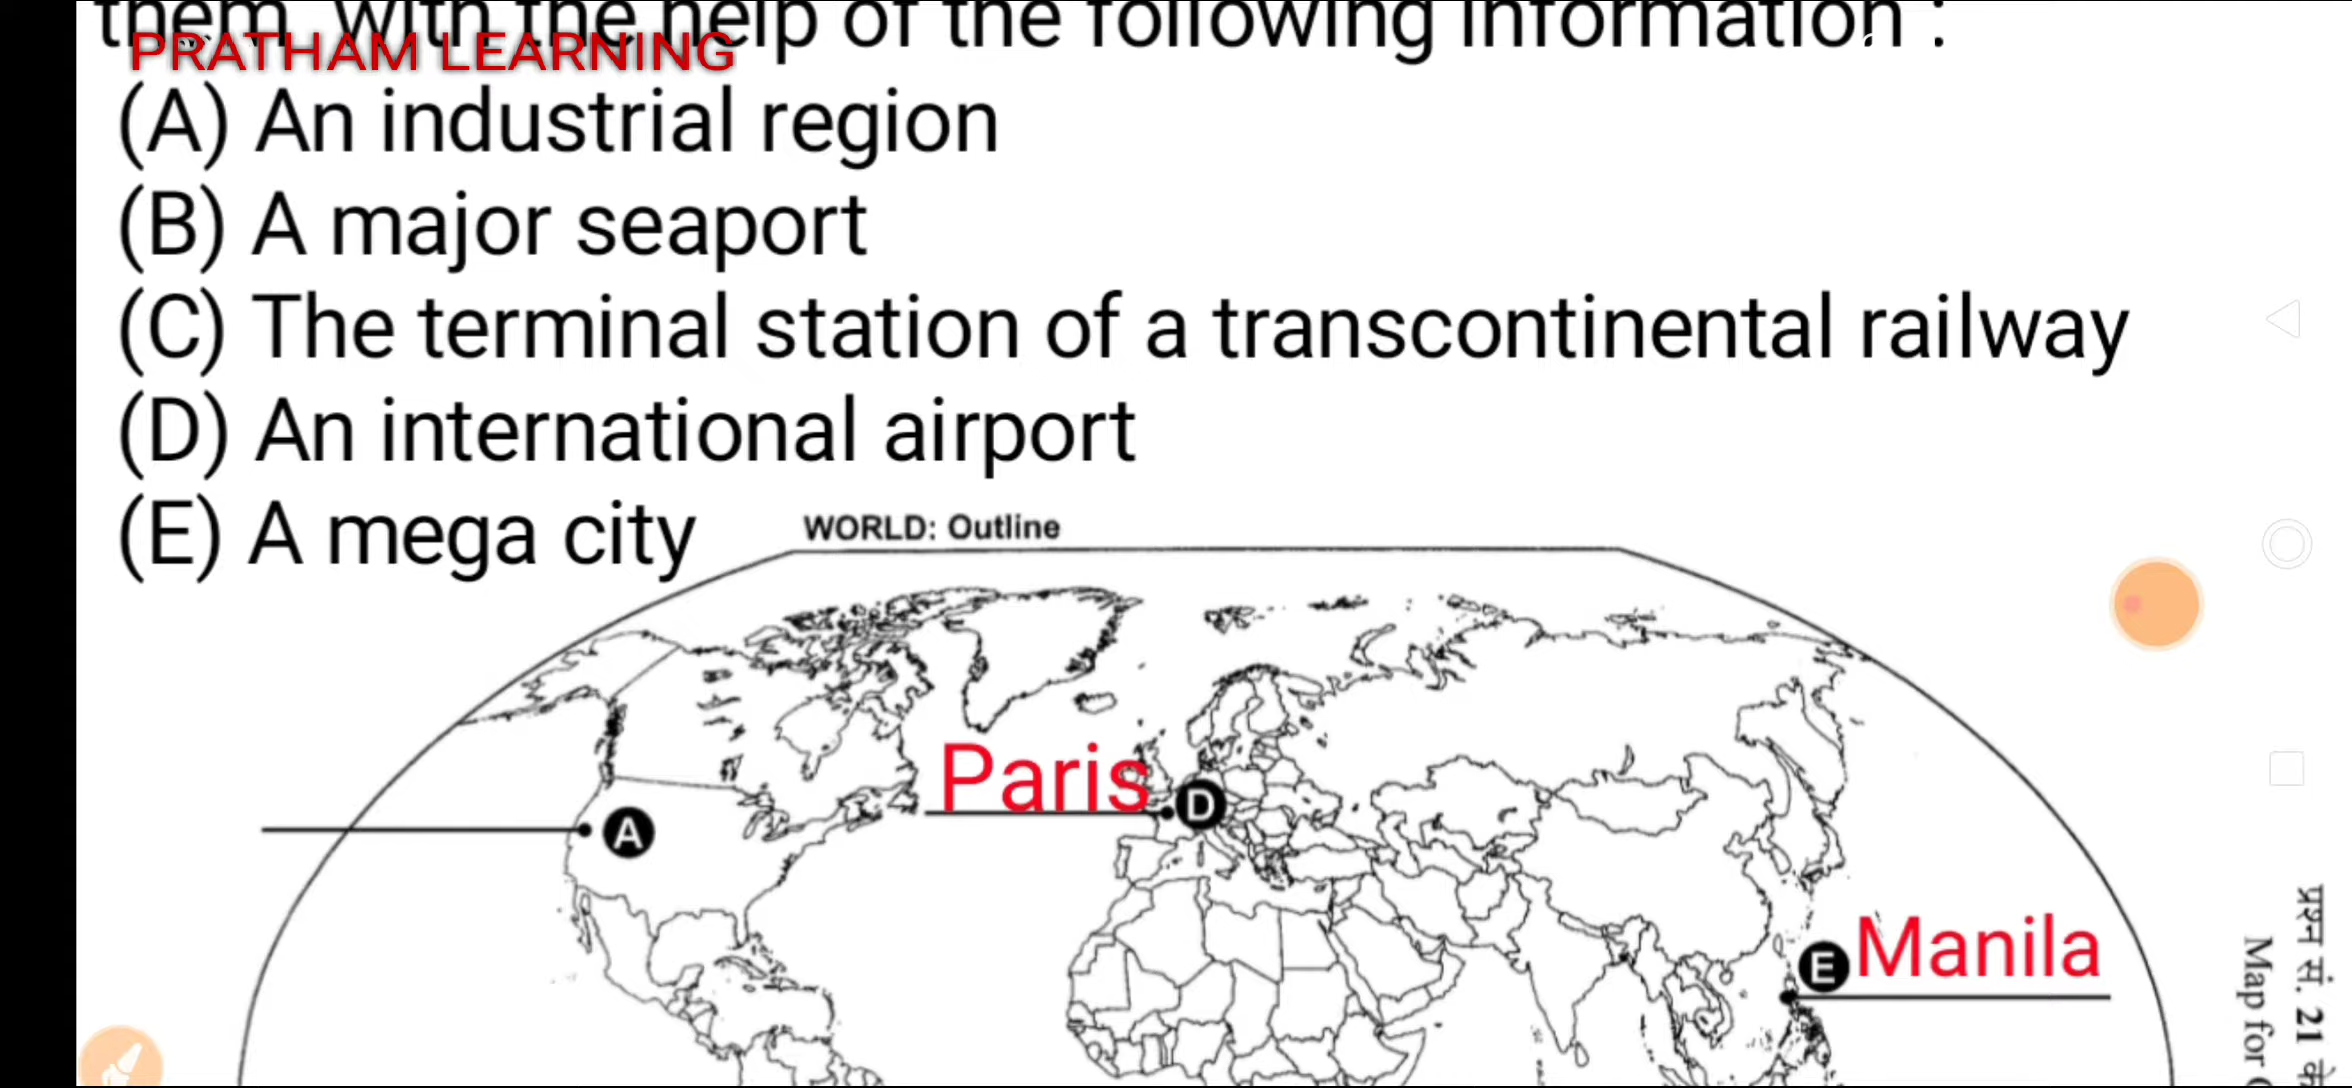 them, with the help of the following information :
PRATHAM LEARNING
(A) An industrial region
(B) A major seaport
(C) The terminal station of a transcontinental railway
(D) An international airport
(E) A mega city
WORLD: Outline
Paris
D
A
E
Manila
प्रश्न सं. 21 के
Map for